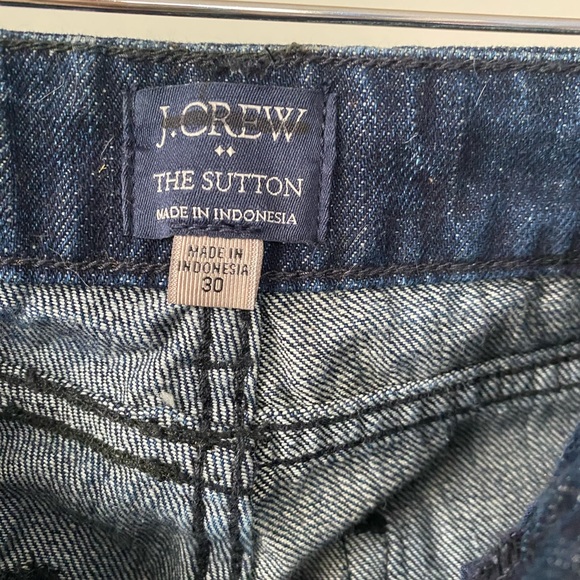 J.CREW
THE SUTTON
MADE IN INDONESIA
MADE IN
INDONESIA
30